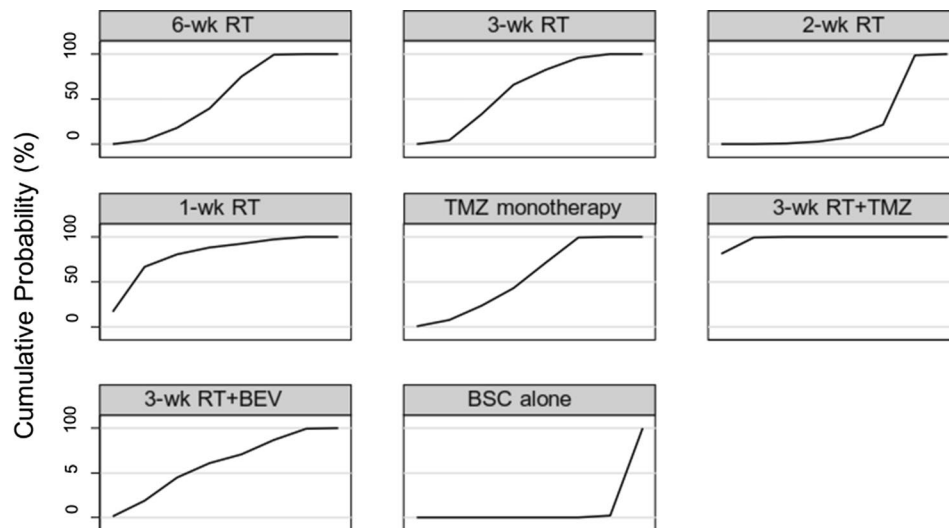 6-wk RT
3-wk RT
2-wk RT
100
50
0
1-wk RT
TMZ monotherapy
3-wk RT+TMZ
100
50
0
3-wk RT+BEV
BSC alone
100
5
0
Cumulative Probability (%)